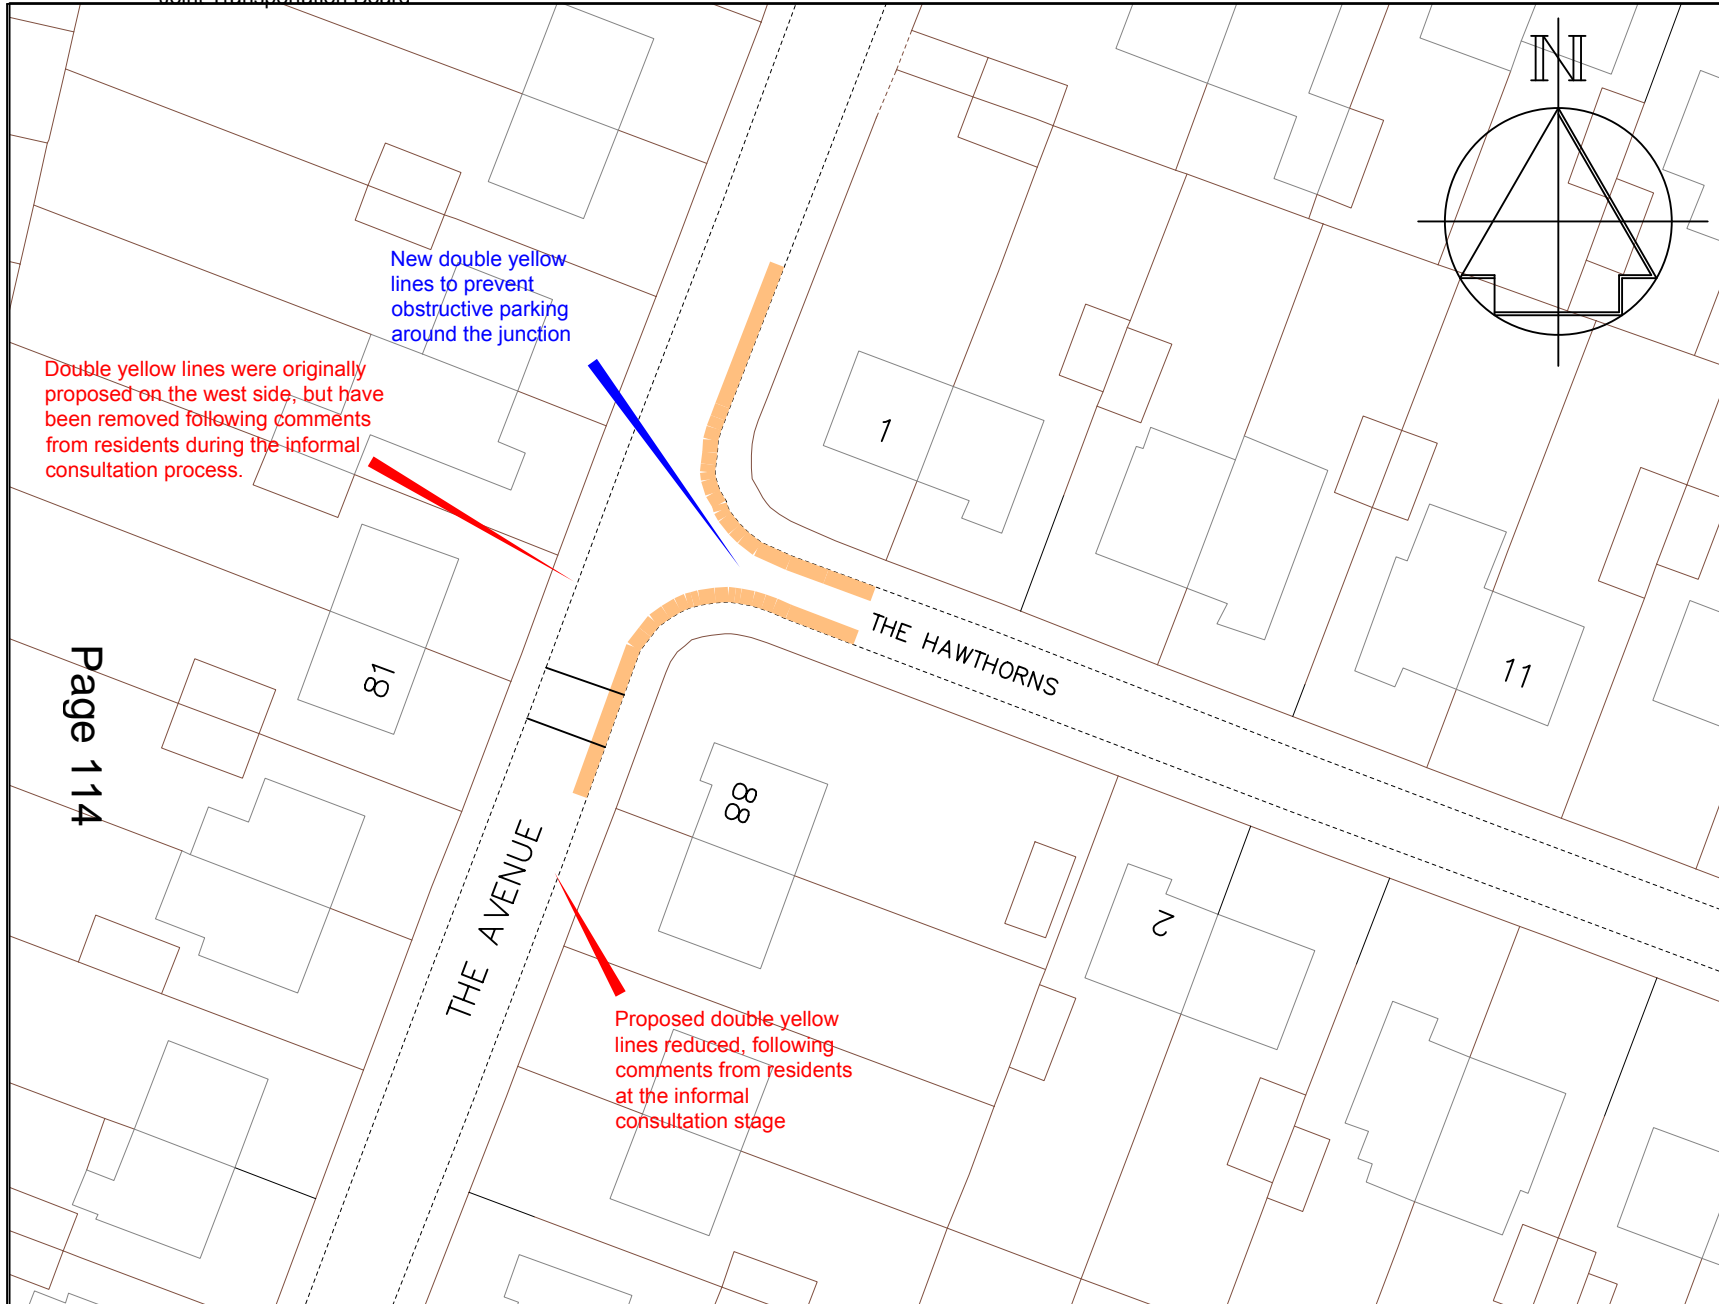 Joint Transportation Board
N
New double yellow
lines to prevent
obstructive parking
around the junction
Double yellow lines were originally
proposed on the west side, but have
been removed following comments
from residents during the informal
consultation process.
1
THE HAWTHORNS
11
81
Page 114
88
2
THE AVENUE
Proposed double yellow
lines reduced, following
comments from residents
at the informal
consultation stage